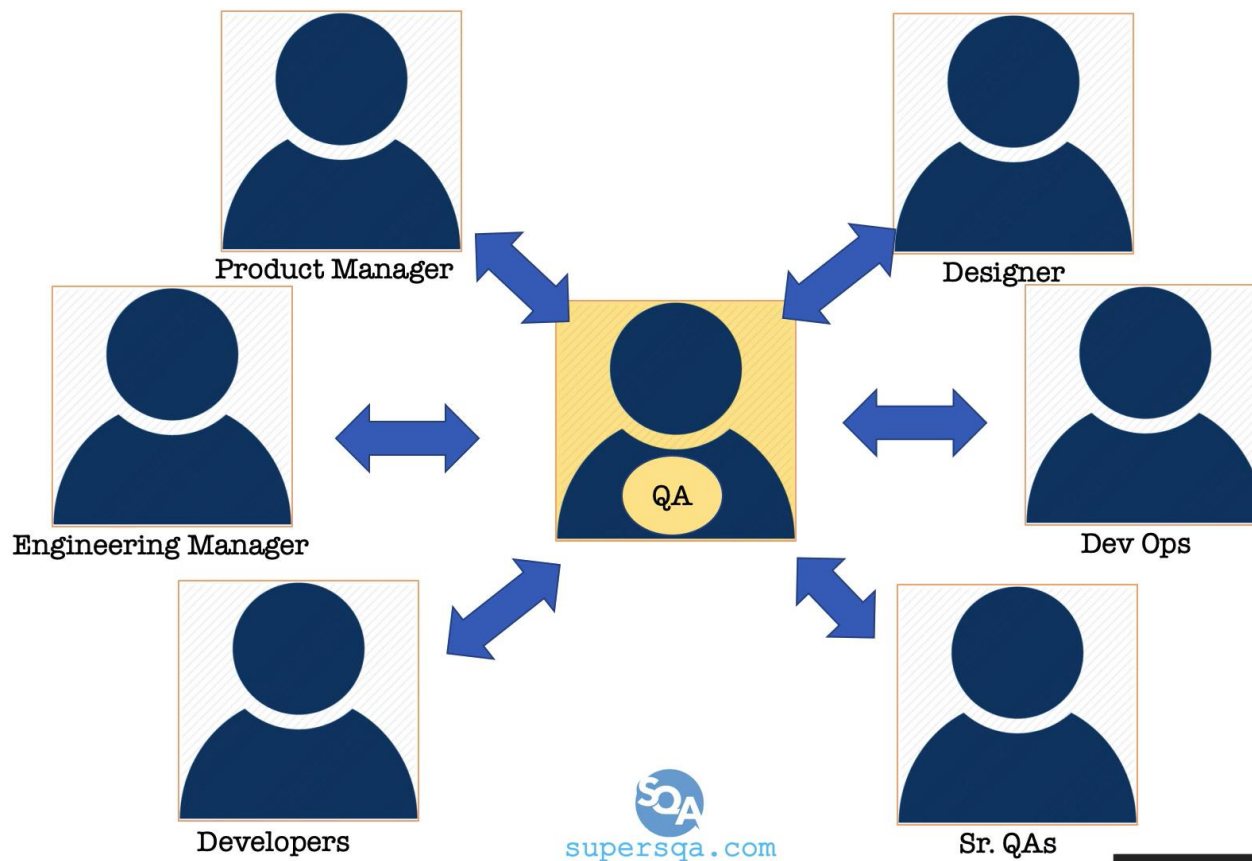 Product Manager
Designer
QA
Engineering Manager
Dev Ops
Developers
SQA
supersqa.com
Sr. QAs